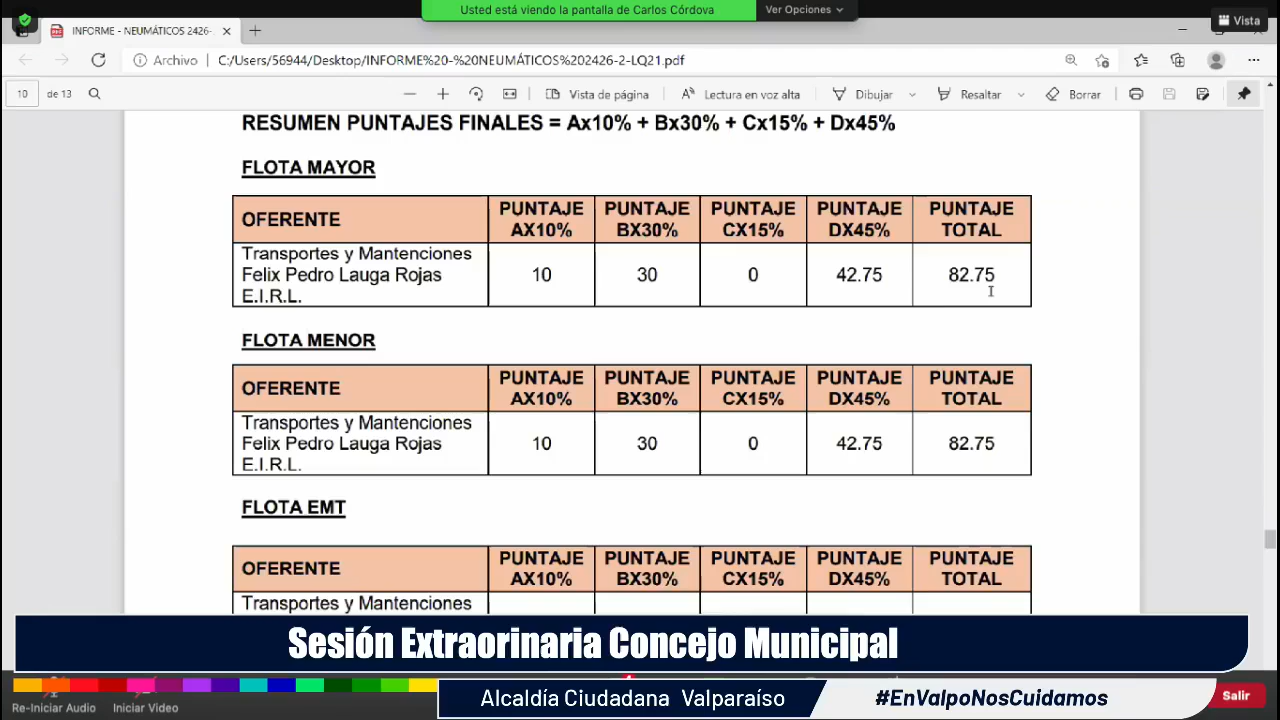 Usted está viendo la pantalla de Carlos Córdova
Ver Opciones
Vista
INFORME - NEUMÁTICOS 2426-
Archivo
C:/Users/56944/Desktop/INFORME%20-%20NEUMÁTICOS%202426-2-LQ21.pdf
10 de 13
Vista de página
Lectura en voz alta
Dibujar
Resaltar
Borrar
RESUMEN PUNTAJES FINALES = Ax10% + Bx30% + Cx15% + Dx45%
FLOTA MAYOR
OFERENTE PUNTAJE AX10% PUNTAJE BX30% PUNTAJE CX15% PUNTAJE DX45% PUNTAJE TOTAL
Transportes y Mantenciones
Felix Pedro Lauga Rojas 10 30 0 42.75 82.75
E.I.R.L.
FLOTA MENOR
OFERENTE PUNTAJE AX10% PUNTAJE BX30% PUNTAJE CX15% PUNTAJE DX45% PUNTAJE TOTAL
Transportes y Mantenciones
Felix Pedro Lauga Rojas 10 30 0 42.75 82.75
E.I.R.L.
FLOTA EMT
OFERENTE PUNTAJE AX10% PUNTAJE BX30% PUNTAJE CX15% PUNTAJE DX45% PUNTAJE TOTAL
Transportes y Mantenciones
Sesión Extraorinaria Concejo Municipal
Alcaldía Ciudadana Valparaíso
#EnValpoNosCuidamos
Re-Iniciar Audio
Iniciar Video
Salir